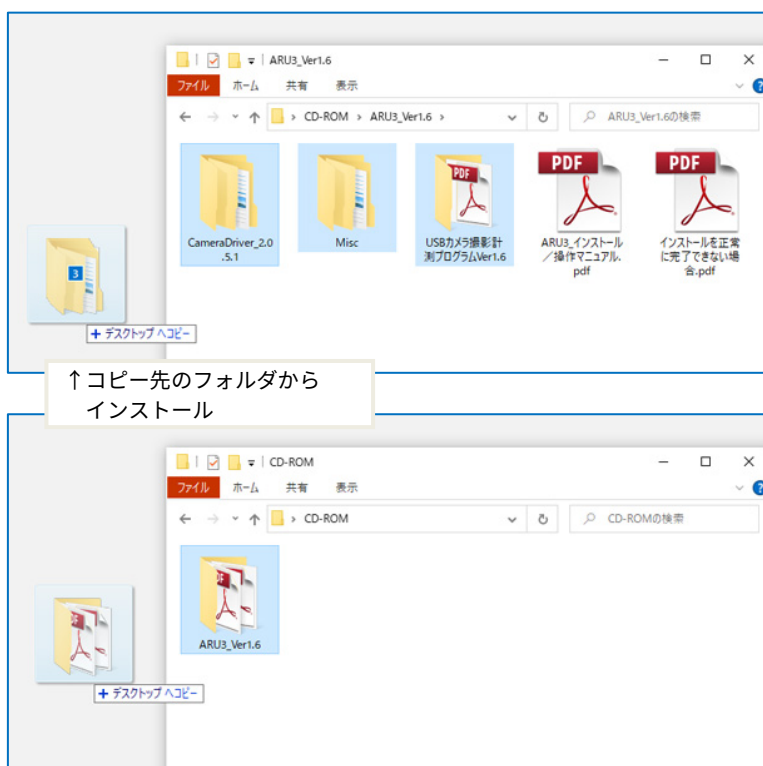 ARU3_Ver1.6
ファイル ホーム 共有 表示
CD-ROM ARU3_Ver1.6 ARU3_Ver1.6の検索
CameraDriver_2.0
.5.1
Misc
USBカメラ撮影計
測プログラムVer1.6
ARU3_インストール
/操作マニュアル.
pdf
インストールを正常
に完了できない場
合.pdf
PDF
PDF
PDF
3
+ デスクトップ へコピー
↑コピー先のフォルダから
インストール
CD-ROM
ファイル ホーム 共有 表示
CD-ROM CD-ROMの検索
ARU3_Ver1.6
+ デスクトップ へコピー